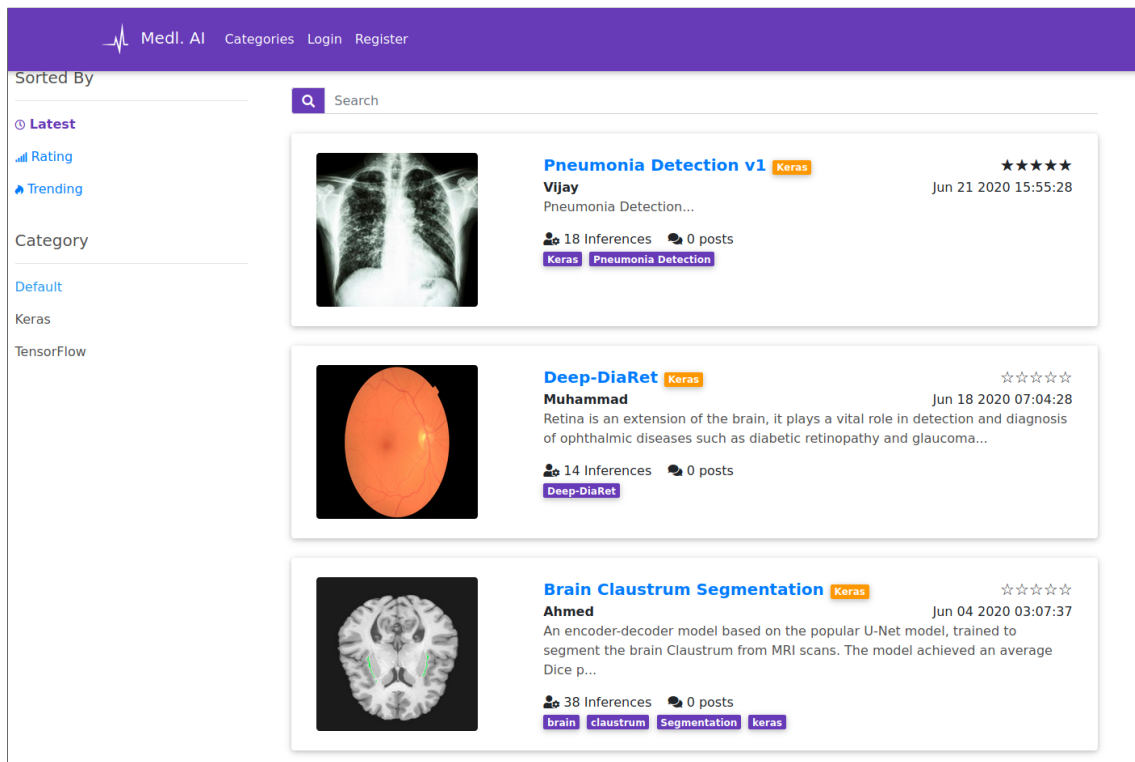 Medl. AI Categories Login Register
Sorted By
Latest
Rating
Trending
Category
Default
Keras
TensorFlow
Search
Pneumonia Detection v1 Keras
Vijay Jun 21 2020 15:55:28
Pneumonia Detection...
18 Inferences 0 posts
Keras Pneumonia Detection
Deep-DiaRet Keras
Muhammad Jun 18 2020 07:04:28
Retina is an extension of the brain, it plays a vital role in detection and diagnosis
of ophthalmic diseases such as diabetic retinopathy and glaucoma...
14 Inferences 0 posts
Deep-DiaRet
Brain Claustrum Segmentation Keras
Ahmed Jun 04 2020 03:07:37
An encoder-decoder model based on the popular U-Net model, trained to
segment the brain Claustrum from MRI scans. The model achieved an average
Dice p...
38 Inferences 0 posts
brain claustrum Segmentation keras